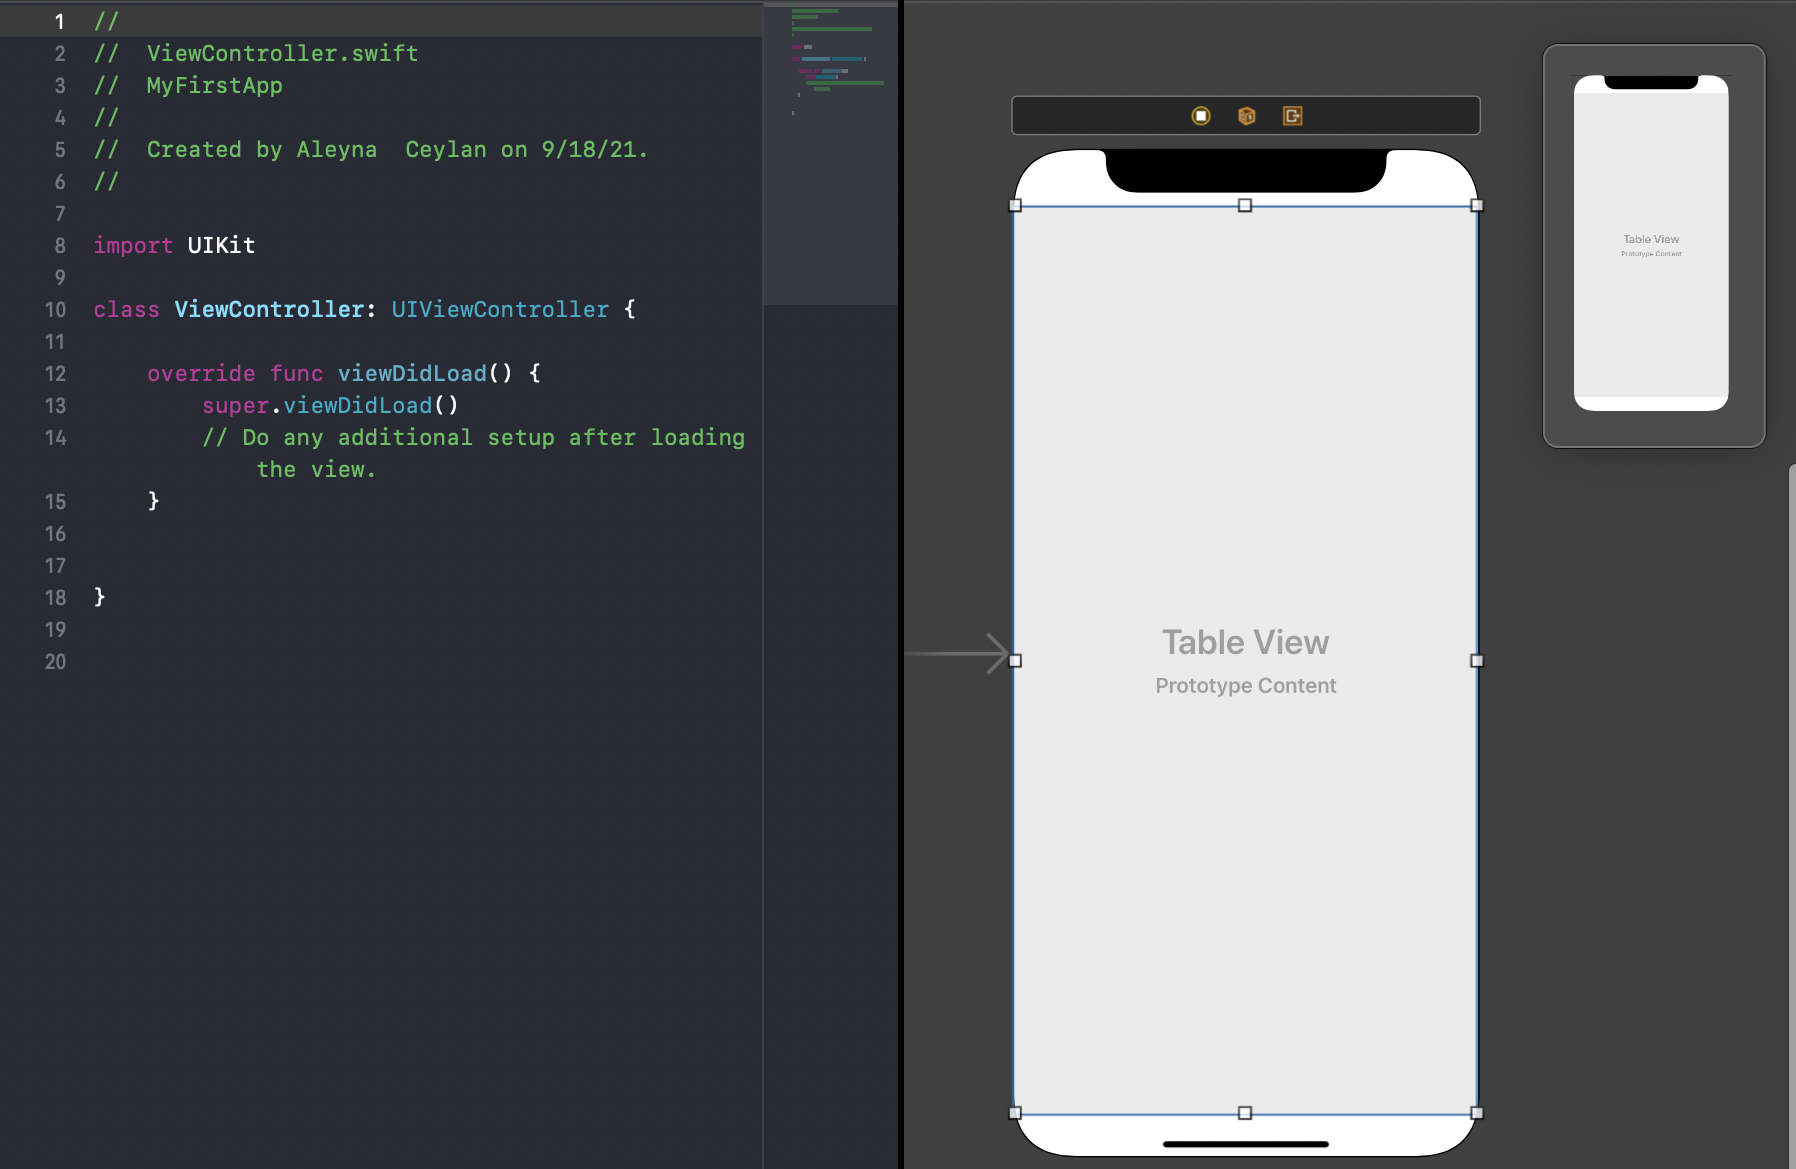 1 //
2 //  ViewController.swift
3 //  MyFirstApp
4 //
5 //  Created by Aleyna  Ceylan on 9/18/21.
6 //
7
8 import UIKit
9
10 class ViewController: UIViewController {
11
12     override func viewDidLoad() {
13         super.viewDidLoad()
14         // Do any additional setup after loading
the view.
15     }
16
17
18 }
19
20
Table View
Prototype Content
Table View
Prototype Content